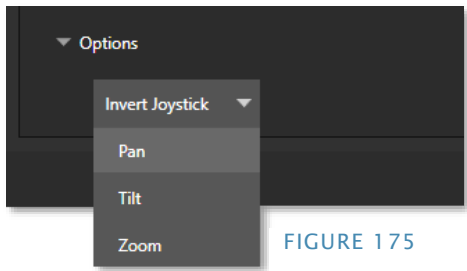 Options
Invert Joystick
Pan
Tilt
Zoom
FIGURE 175